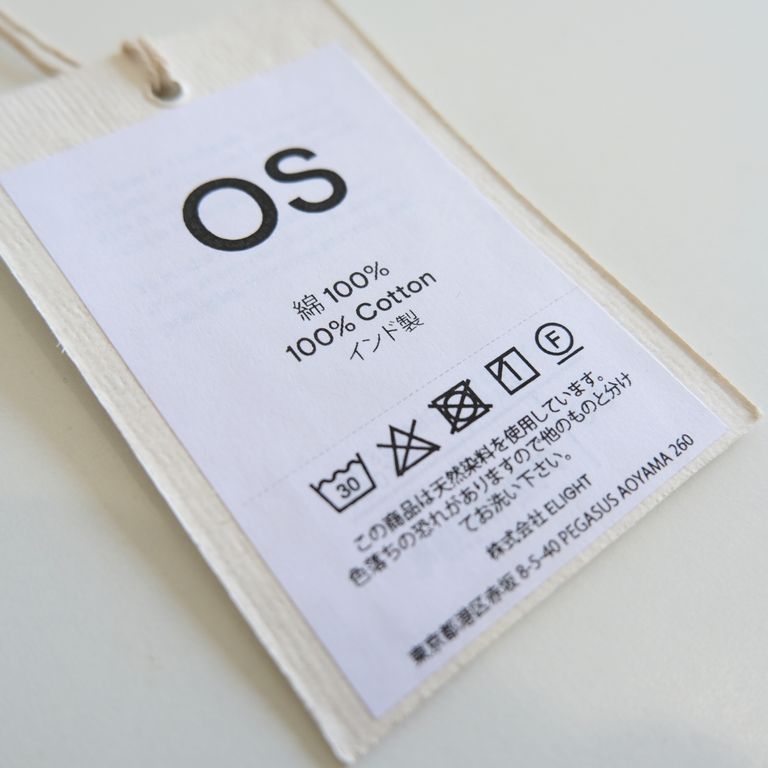 OS
綿 100%
100% Cotton
インド製
30
F
この商品は天然染料を使用しています。
色落ちの恐れがありますので他のものと分け
てお洗い下さい。
株式会社 ELIGHT
東京都港区赤坂 8-5-40 PEGASUS AOYAMA 260